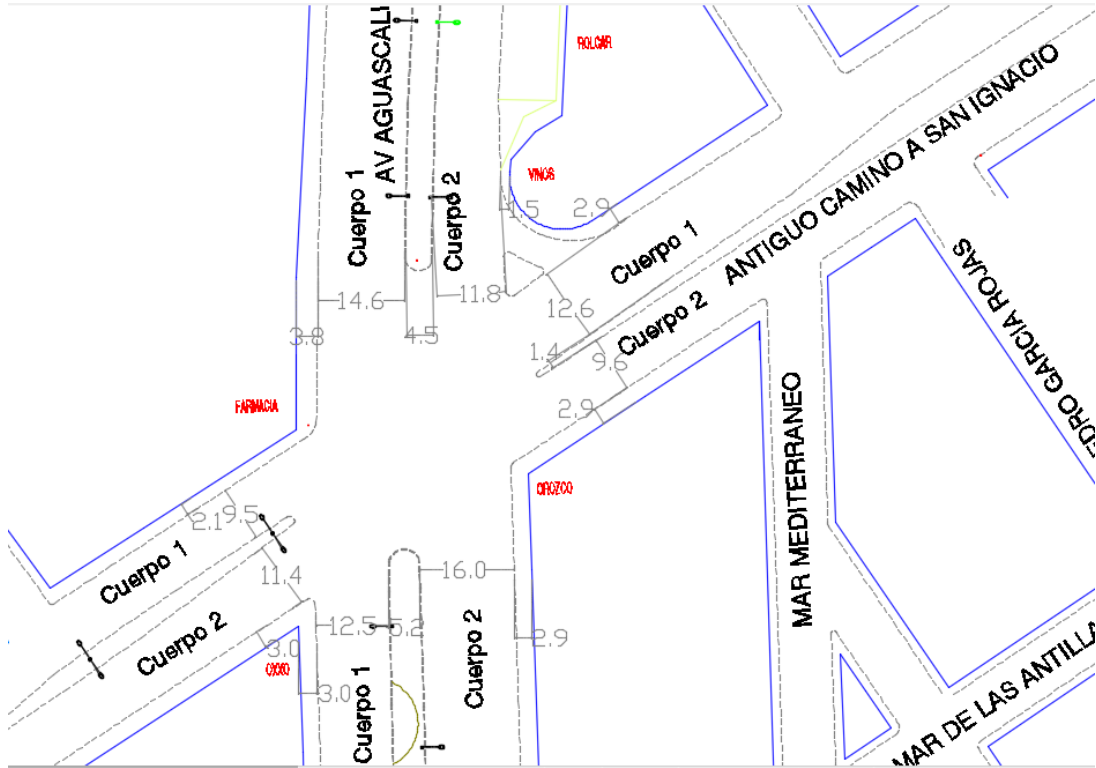 AV AGUASCALI
ROLCAR
ANTIGUO CAMINO A SAN IGNACIO
VINOS
Cuerpo 1
Cuerpo 2
1.5
2.9
Cuerpo 1
14.6
11.8
12.6
Cuerpo 2
3.8
4.5
1.4
9.6
EDRO GARCIA ROJAS
FARMACIA
2.9
MAR MEDITERRANEO
OROZCO
2.1
9.5
Cuerpo 1
11.4
16.0
Cuerpo 2
12.5
5.2
Cuerpo 2
2.9
3.0
OXXO
3.0
Cuerpo 1
MAR DE LAS ANTILLA